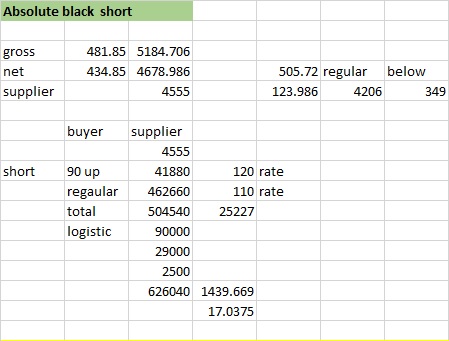 Absolute black short
gross 481.85 5184.706
net 434.85 4678.986 505.72 regular below
supplier 4555 123.986 4206 349
buyer supplier
4555
short 90 up 41880 120 rate
regaular 462660 110 rate
total 504540 25227
logistic 90000
29000
2500
626040 1439.669
17.0375